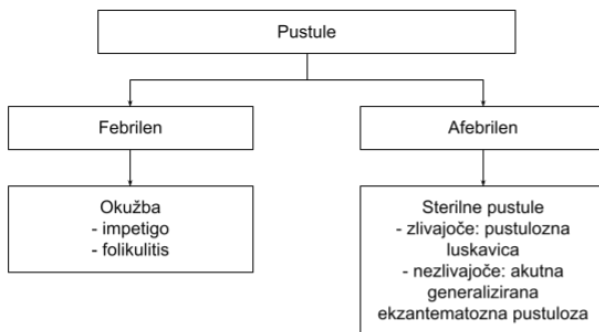 Pustule
Febrilen
Afebrilen
Okužba
- impetigo
- folikulitis
Sterilne pustule
- zlivajoče: pustulozna
luskavica
- nezlivajoče: akutna
generalizirana
ekzantematozna pustuloza